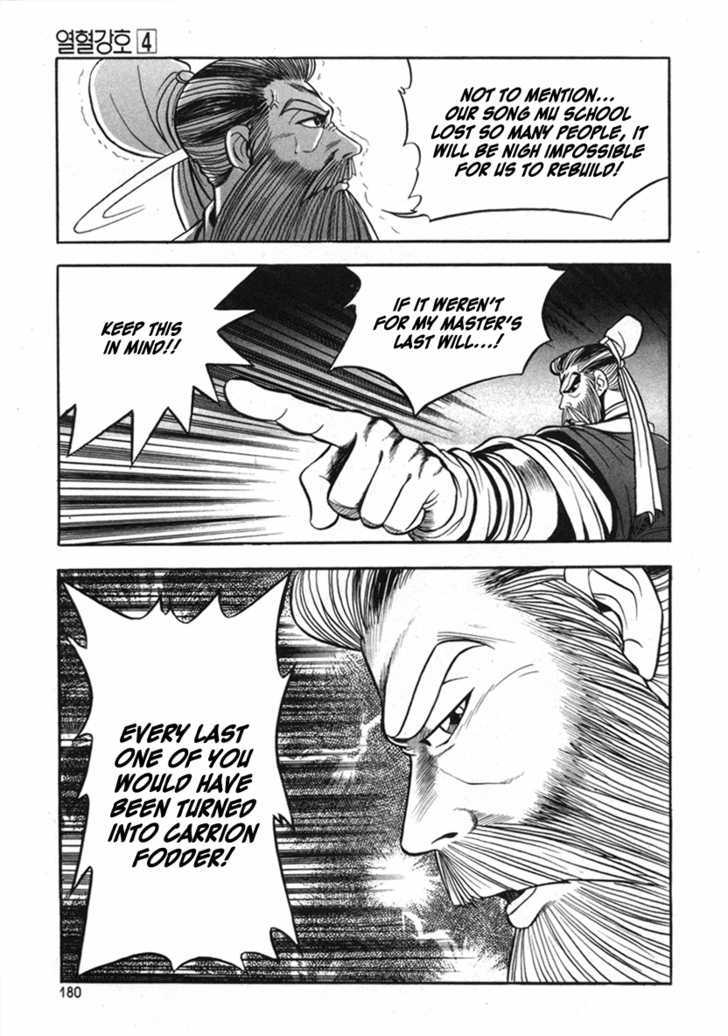 열혈강호 4
NOT TO MENTION...
OUR SONG MU SCHOOL
LOST SO MANY PEOPLE, IT
WILL BE NIGH IMPOSSIBLE
FOR US TO REBUILD!
IF IT WEREN'T
FOR MY MASTER'S
LAST WILL...!
KEEP THIS
IN MIND!!
EVERY LAST
ONE OF YOU
WOULD HAVE
BEEN TURNED
INTO CARRION
FODDER!
180